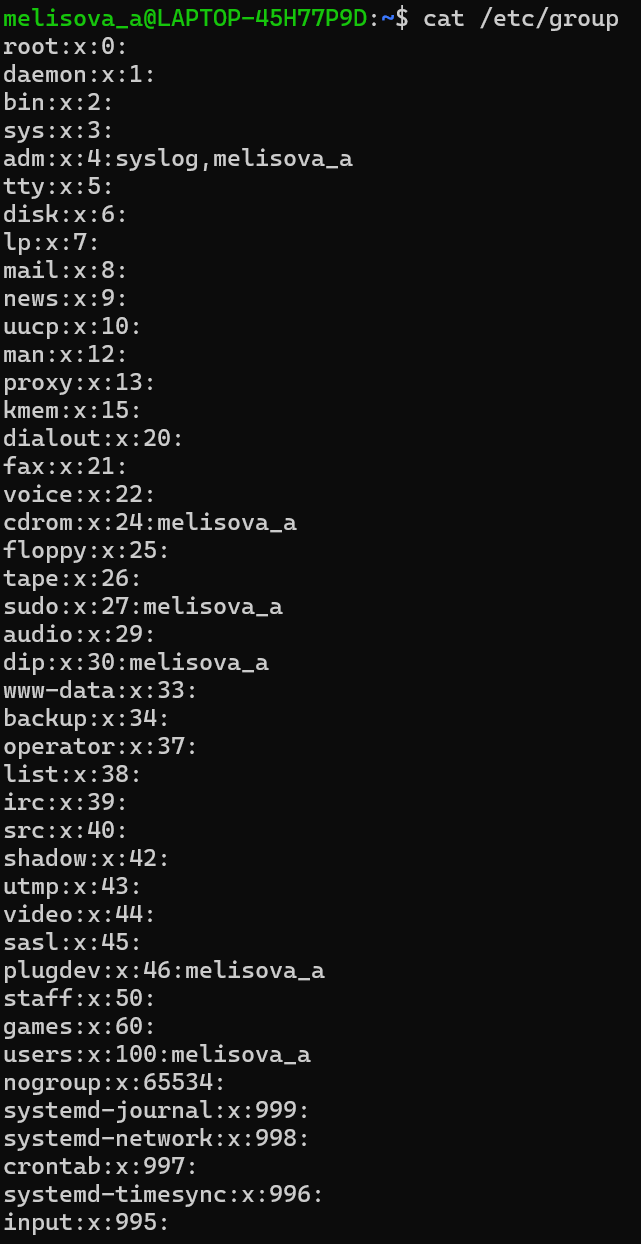 melisova_a@LAPTOP-45H77P9D:~$ cat /etc/group
root:x:0:
daemon:x:1:
bin:x:2:
sys:x:3:
adm:x:4:syslog,melisova_a
tty:x:5:
disk:x:6:
lp:x:7:
mail:x:8:
news:x:9:
uucp:x:10:
man:x:12:
proxy:x:13:
kmem:x:15:
dialout:x:20:
fax:x:21:
voice:x:22:
cdrom:x:24:melisova_a
floppy:x:25:
tape:x:26:
sudo:x:27:melisova_a
audio:x:29:
dip:x:30:melisova_a
www-data:x:33:
backup:x:34:
operator:x:37:
list:x:38:
irc:x:39:
src:x:40:
shadow:x:42:
utmp:x:43:
video:x:44:
sasl:x:45:
plugdev:x:46:melisova_a
staff:x:50:
games:x:60:
users:x:100:melisova_a
nogroup:x:65534:
systemd-journal:x:999:
systemd-network:x:998:
crontab:x:997:
systemd-timesync:x:996:
input:x:995: